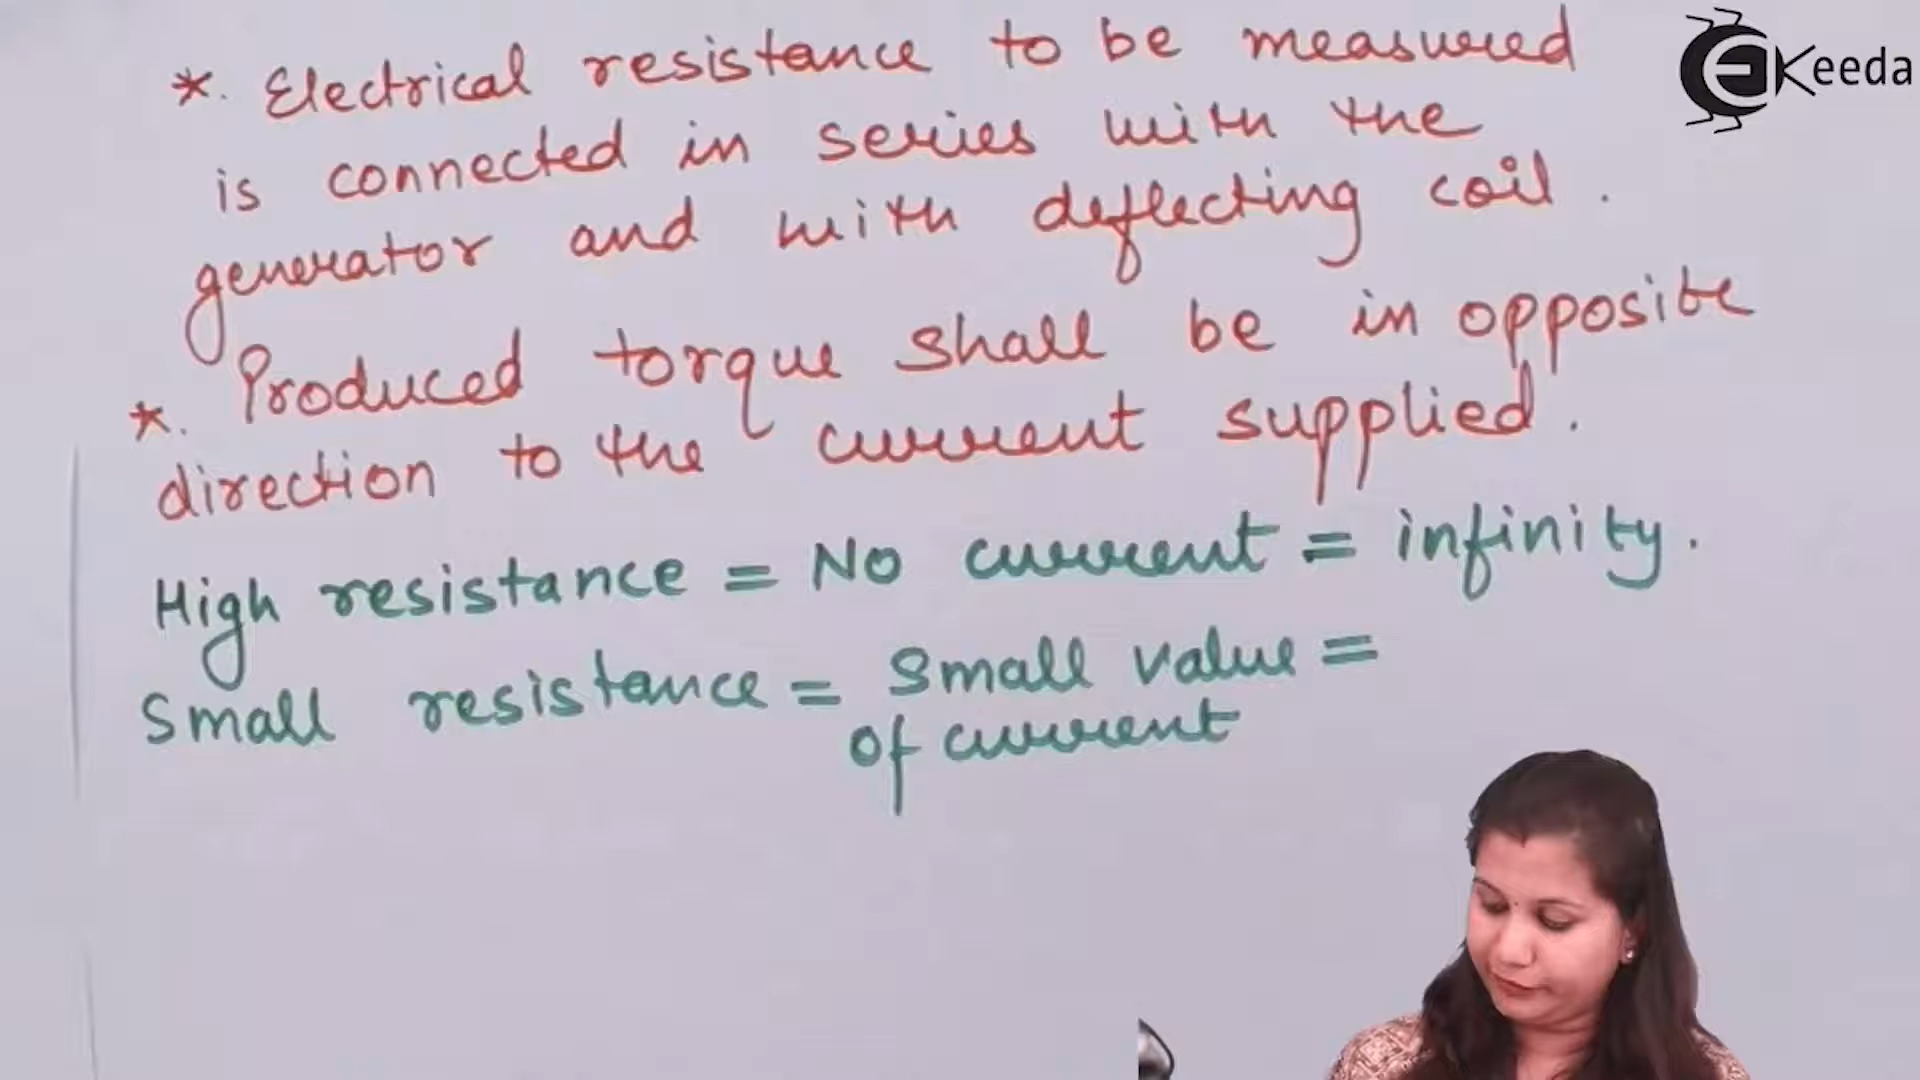 *. Electrical resistance to be measured
is connected in series with the
generator and with deflecting coil.
*. Produced torque shall be in opposite
direction to the current supplied.
High resistance = No current = infinity.
Small resistance = Small value =
of current
Keeda